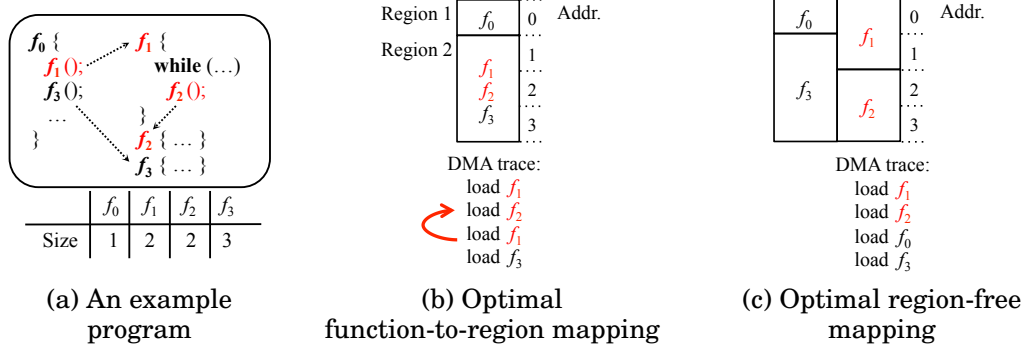 f0 {
f1();
f3();
...
}
f1 {
while (...)
f2();
}
f2 { ... }
f3 { ... }
f0 f1 f2 f3
Size 1 2 2 3
(a) An example
program
Region 1 f0 0 Addr.
Region 2
1
f1
f2 2
f3
3
DMA trace:
load f1
load f2
load f1
load f3
(b) Optimal
function-to-region mapping
0 Addr.
f1
1
f3 2
f2
3
DMA trace:
load f1
load f2
load f0
load f3
(c) Optimal region-free
mapping